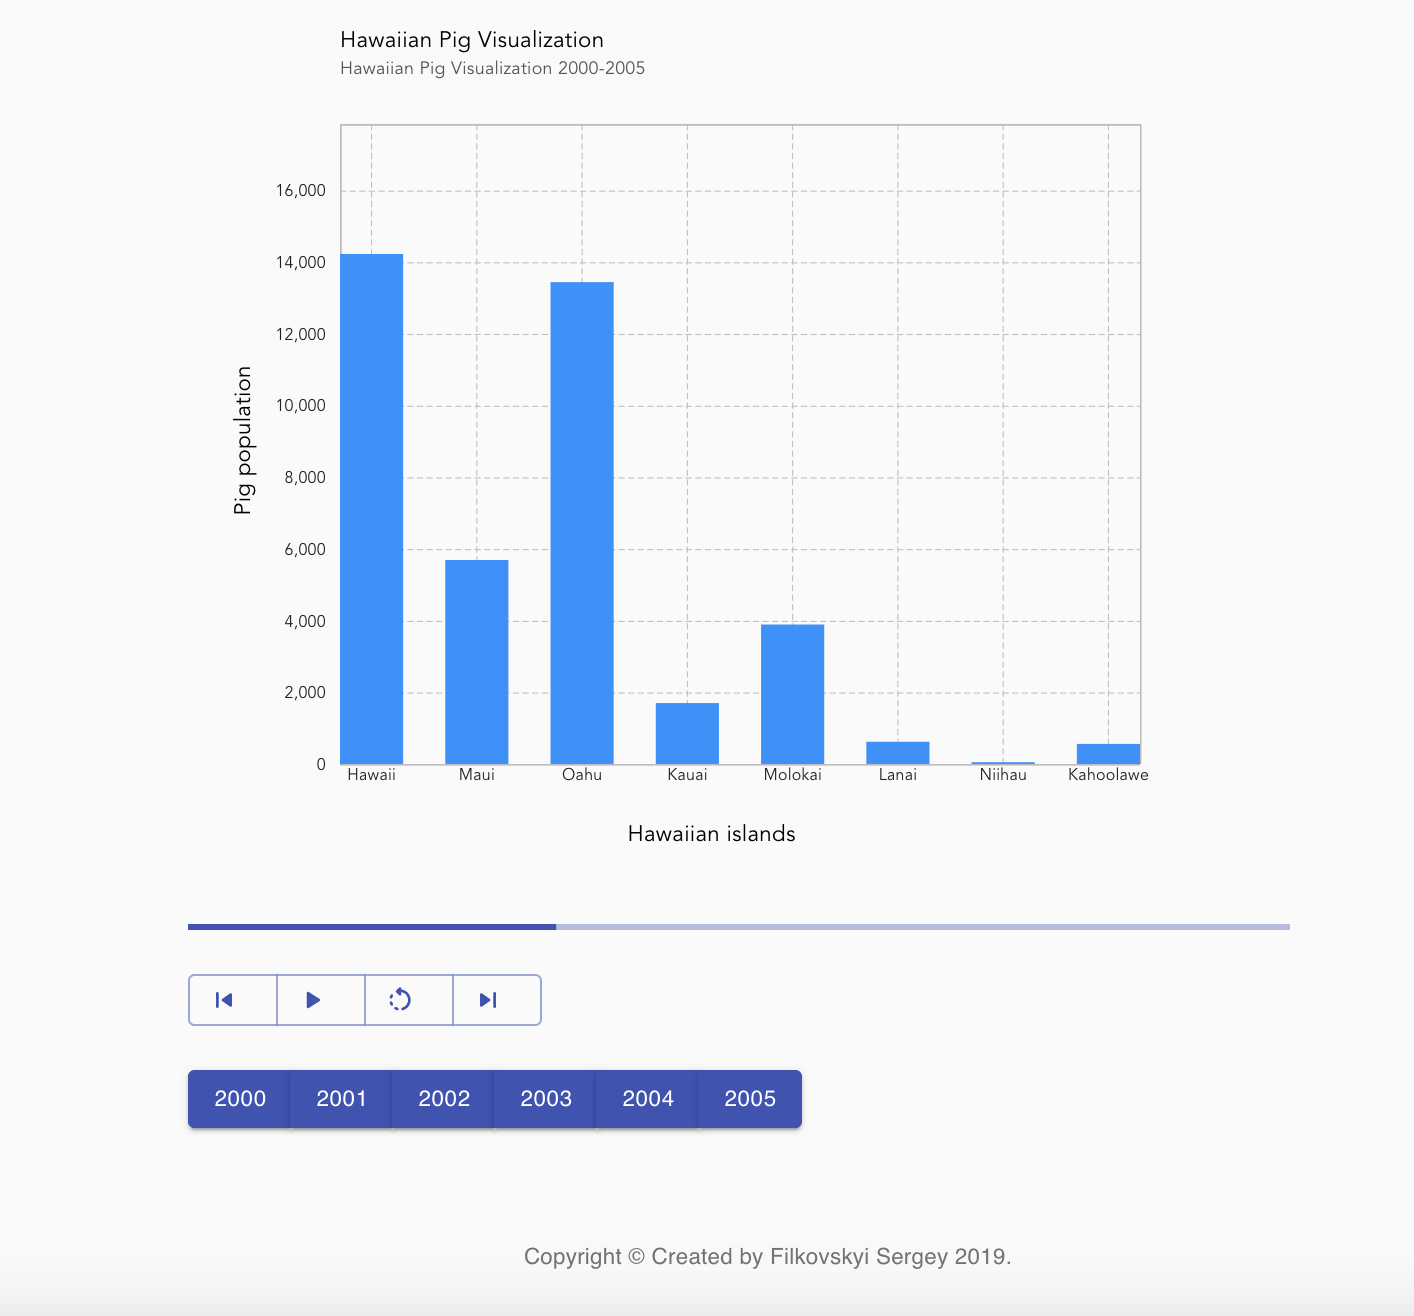 Hawaiian Pig Visualization
Hawaiian Pig Visualization 2000-2005
16,000
14,000
12,000
10,000
8,000
6,000
4,000
2,000
0
Pig population
Hawaii Maui Oahu Kauai Molokai Lanai Niihau Kahoolawe
Hawaiian islands
2000 2001 2002 2003 2004 2005
Copyright © Created by Filkovskyi Sergey 2019.